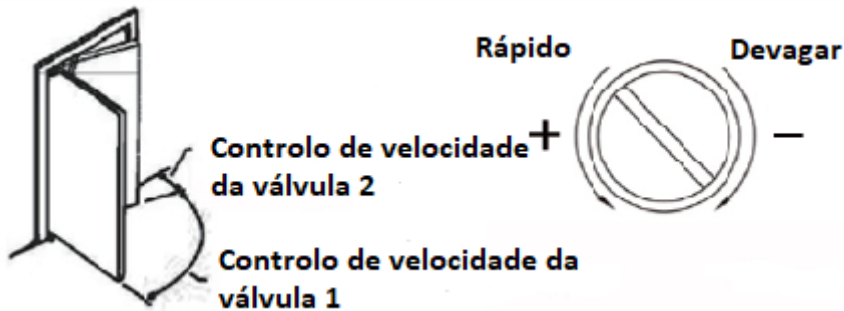 Rápido Devagar
+ −
Controlo de velocidade
da válvula 2
Controlo de velocidade da
válvula 1